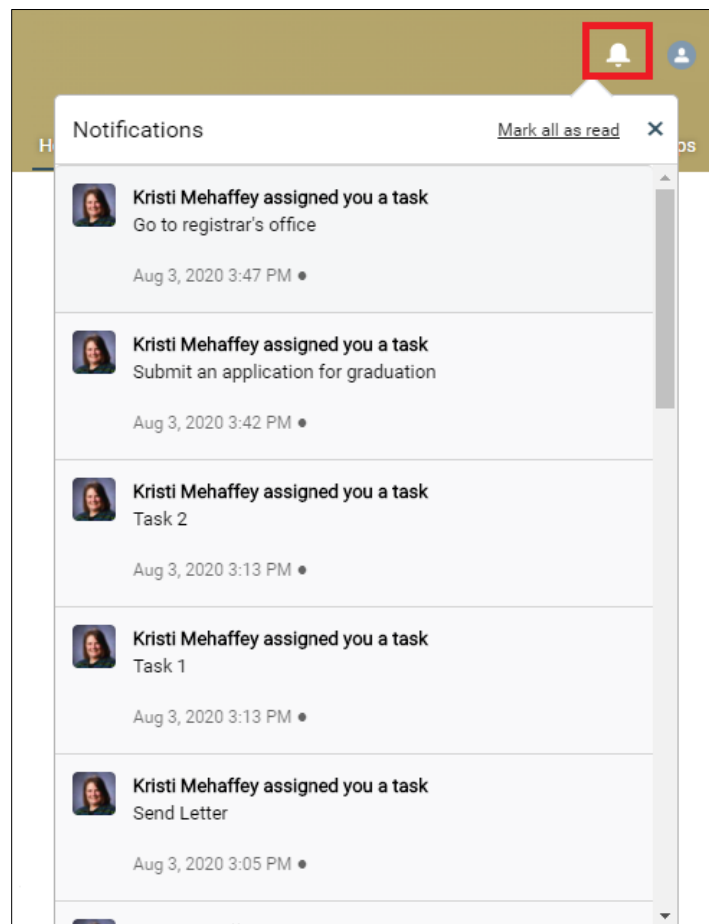 Notifications Mark all as read
H
os
Kristi Mehaffey assigned you a task
Go to registrar's office
Aug 3, 2020 3:47 PM
Kristi Mehaffey assigned you a task
Submit an application for graduation
Aug 3, 2020 3:42 PM
Kristi Mehaffey assigned you a task
Task 2
Aug 3, 2020 3:13 PM
Kristi Mehaffey assigned you a task
Task 1
Aug 3, 2020 3:13 PM
Kristi Mehaffey assigned you a task
Send Letter
Aug 3, 2020 3:05 PM